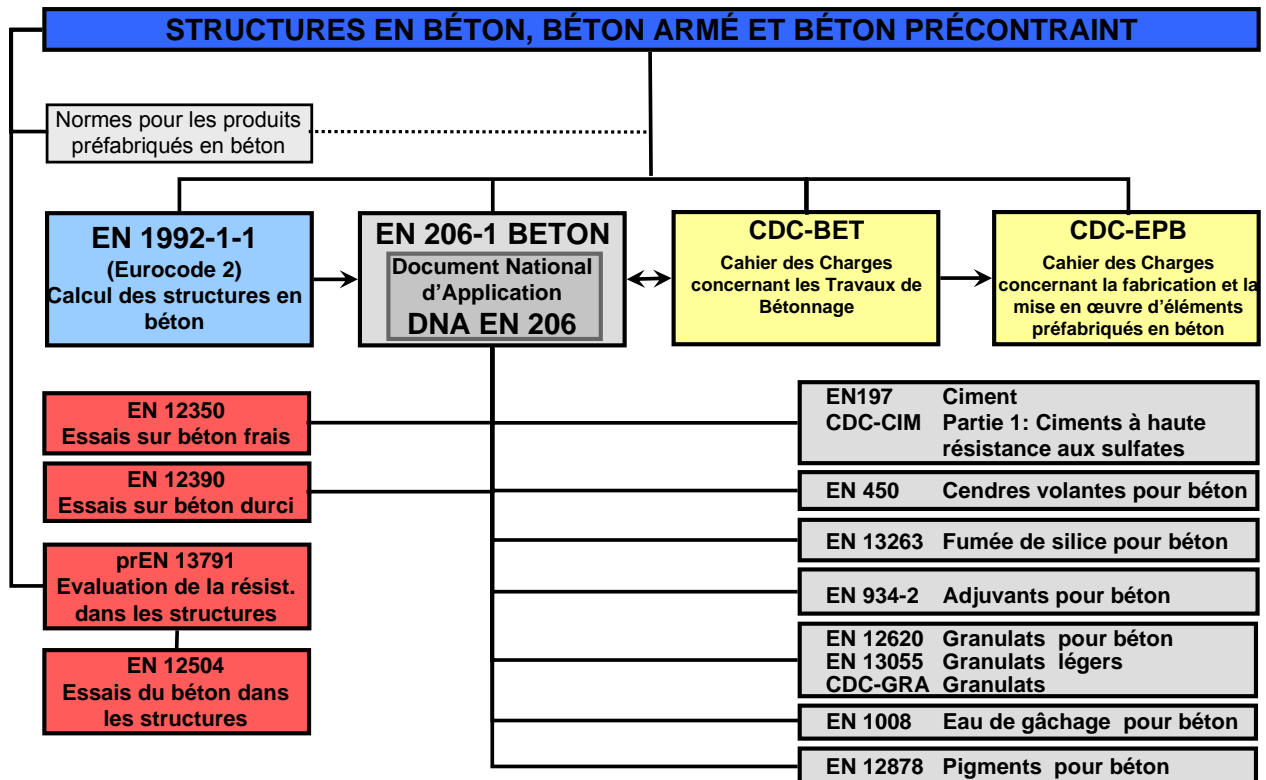 STRUCTURES EN BÉTON, BÉTON ARMÉ ET BÉTON PRÉCONTRAINT
Normes pour les produits
préfabriqués en béton
EN 1992-1-1
(Eurocode 2)
Calcul des structures en
béton
EN 206-1 BETON
Document National
d'Application
DNA EN 206
CDC-BET
Cahier des Charges
concernant les Travaux de
Bétonnage
CDC-EPB
Cahier des Charges
concernant la fabrication et la
mise en œuvre d'éléments
préfabriqués en béton
EN 12350
Essais sur béton frais
EN 12390
Essais sur béton durci
prEN 13791
Evaluation de la résist.
dans les structures
EN 12504
Essais du béton dans
les structures
EN197 Ciment
CDC-CIM Partie 1: Ciments à haute
résistance aux sulfates
EN 450 Cendres volantes pour béton
EN 13263 Fumée de silice pour béton
EN 934-2 Adjuvants pour béton
EN 12620 Granulats pour béton
EN 13055 Granulats légers
CDC-GRA Granulats
EN 1008 Eau de gâchage pour béton
EN 12878 Pigments pour béton